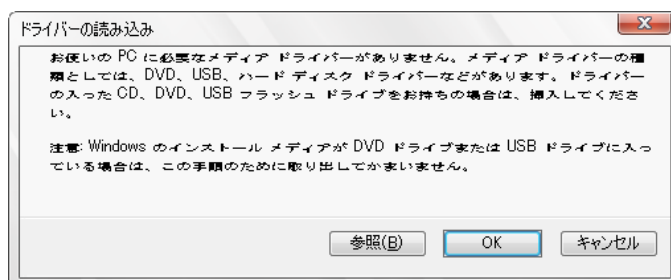 ドライバーの読み込み
お使いの PC に必要なメディア ドライバーがありません。メディア ドライバーの種
類としては、DVD、USB、ハード ディスク ドライバーなどがあります。ドライバー
の入った CD、DVD、USB フラッシュ ドライブをお持ちの場合は、挿入してくださ
い。
注意: Windows のインストール メディアが DVD ドライブまたは USB ドライブに入っ
ている場合は、この手順のために取り出してかまいません。
参照(B)
OK
キャンセル